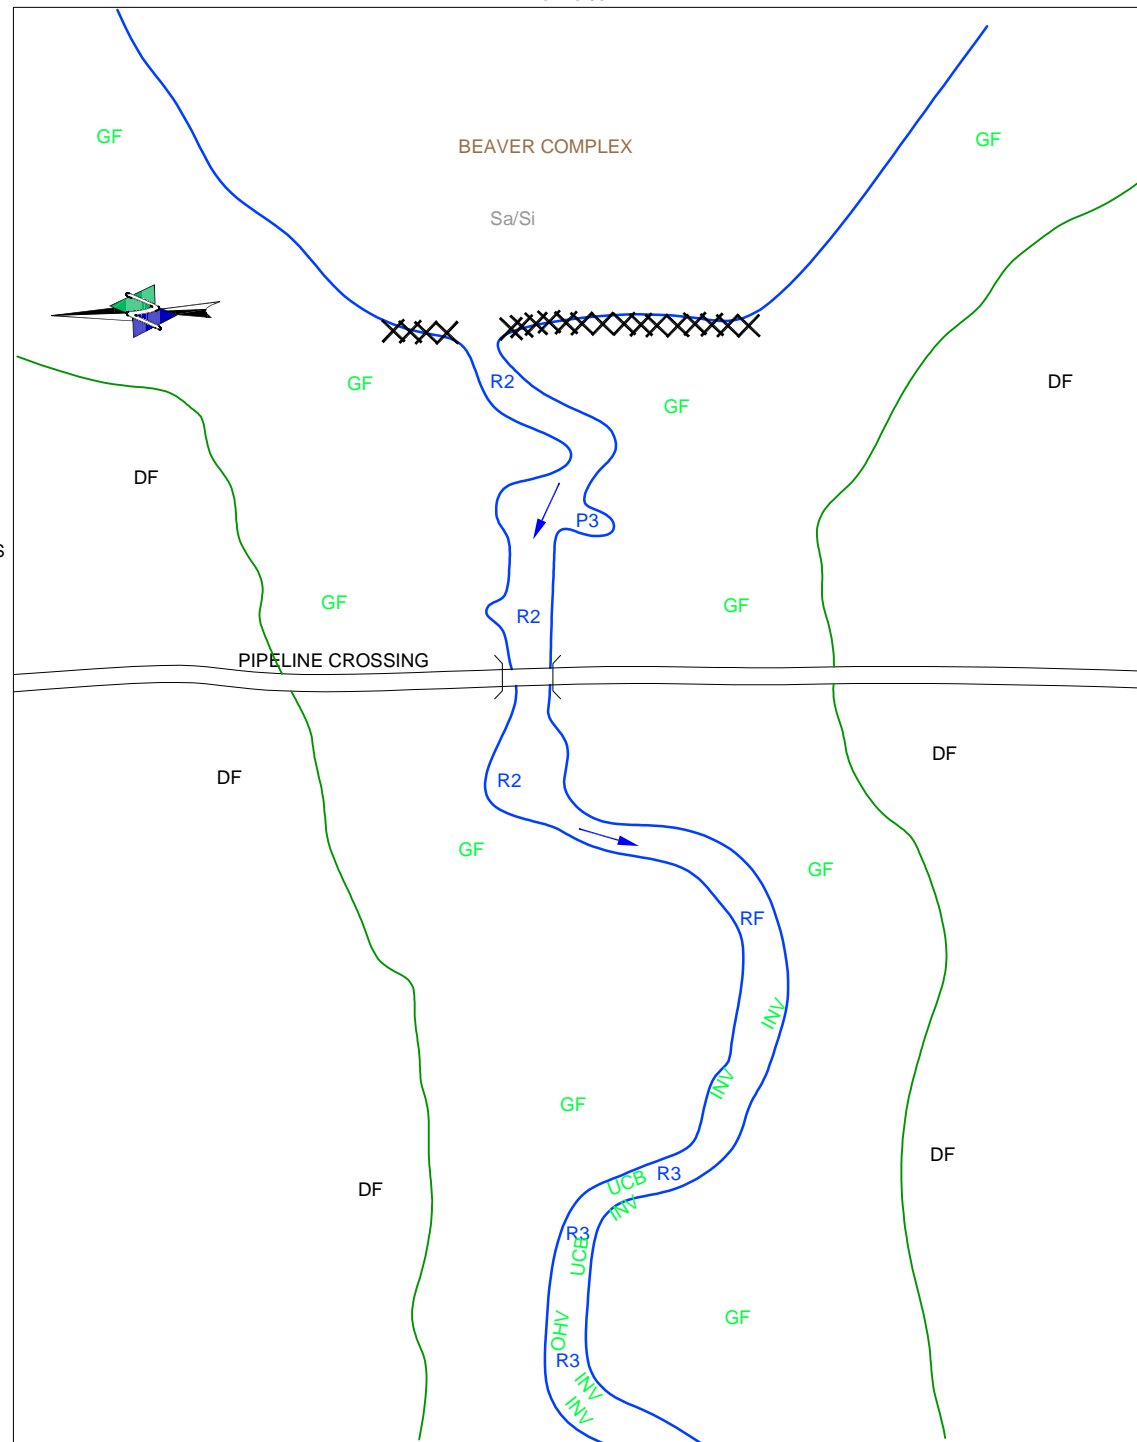 GF
BEAVER COMPLEX
GF
Sa/Si
R2
GF
DF
GF
DF
P3
S
GF
R2
GF
PIPELINE CROSSING
DF
DF
R2
GF
GF
RF
INV
INV
GF
DF
R3
UCB
DF
INV
R3
UCB
GF
OHV
R3
INV
INV